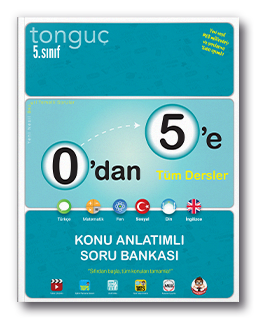 tonguç
5.sınıf
0'dan
5'e
Tüm Dersler
Türkçe Matematik Fen Sosyal Din İngilizce
KONU ANLATIMLI
SORU BANKASI
"Sıfırdan başla, tüm konuları tamamla!"